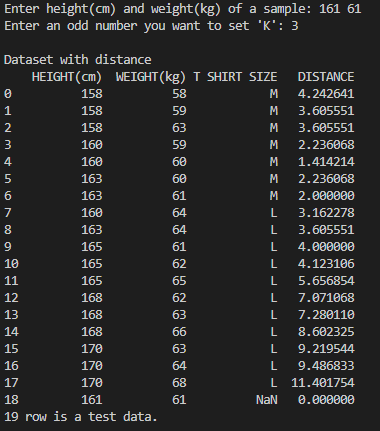 Enter height(cm) and weight(kg) of a sample: 161 61
Enter an odd number you want to set 'K': 3
Dataset with distance
HEIGHT(cm) WEIGHT(kg) T SHIRT SIZE DISTANCE
0 158 58 M 4.242641
1 158 59 M 3.605551
2 158 63 M 3.605551
3 160 59 M 2.236068
4 160 60 M 1.414214
5 163 60 M 2.236068
6 163 61 M 2.000000
7 160 64 L 3.162278
8 163 64 L 3.605551
9 165 61 L 4.000000
10 165 62 L 4.123106
11 165 65 L 5.656854
12 168 62 L 7.071068
13 168 63 L 7.280110
14 168 66 L 8.602325
15 170 63 L 9.219544
16 170 64 L 9.486833
17 170 68 L 11.401754
18 161 61 NaN 0.000000
19 row is a test data.